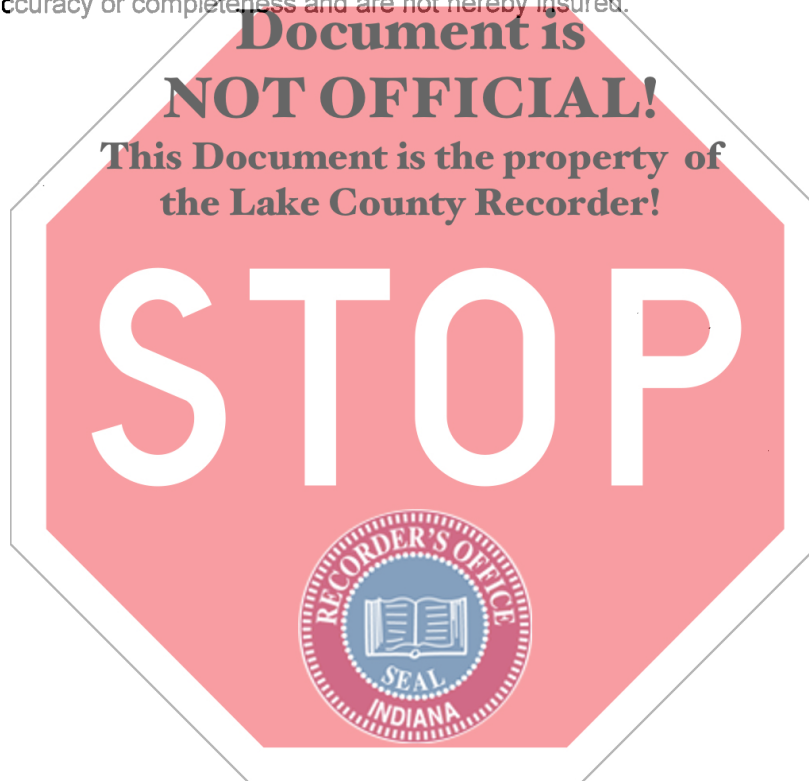 ccuracy or completeness and are not hereby insured.
Document is
NOT OFFICIAL!
This Document is the property of
the Lake County Recorder!
STOP
RECORDER'S OFFICE
SEAL
INDIANA